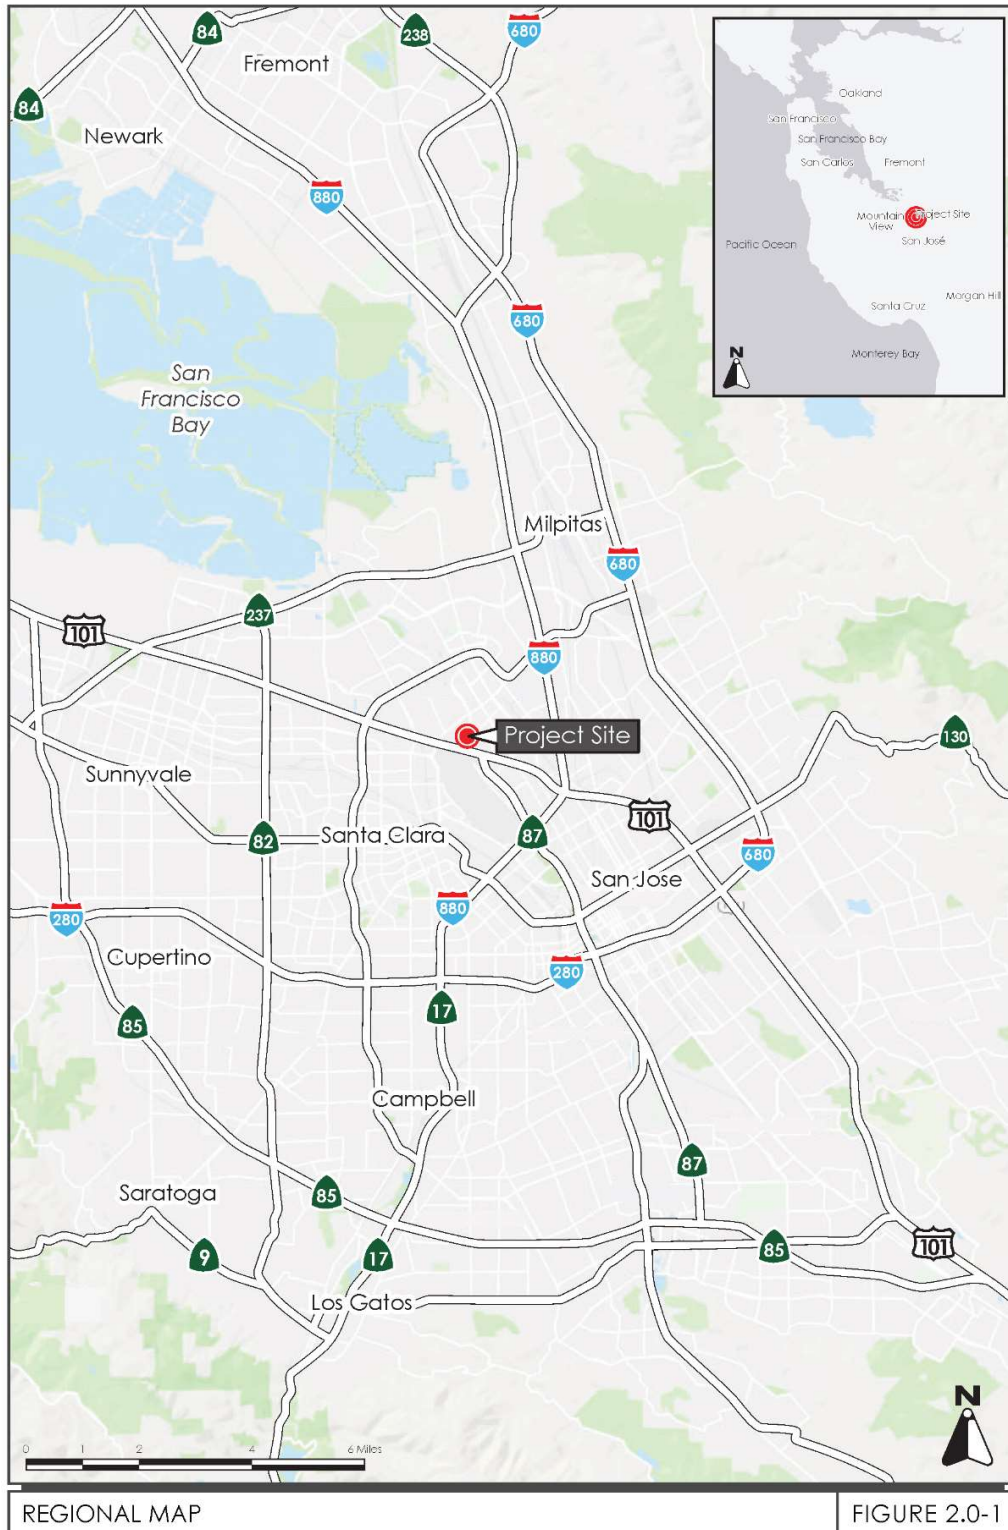 84
238
680
Fremont
84
Newark
880
Oakland
San Francisco
San Francisco Bay
San Carlos
Fremont
Mountain
View
Project Site
San José
Pacific Ocean
Morgan Hill
Santa Cruz
Monterey Bay
N
680
San
Francisco
Bay
Milpitas
680
237
101
880
Project Site
130
Sunnyvale
101
82
Santa Clara
87
680
San Jose
880
280
Cupertino
280
17
85
Campbell
87
Saratoga
85
9
17
85
101
Los Gatos
N
0 1 2 4 6 Miles
REGIONAL MAP
FIGURE 2.0-1